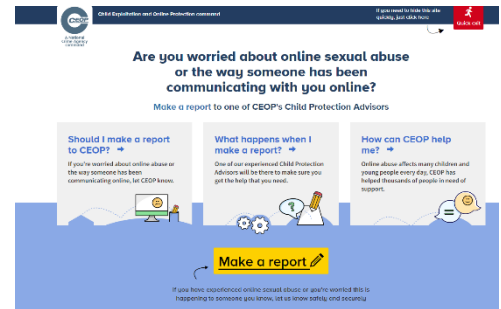 CEOP
a national
crime agency
command
Child Exploitation and Online Protection command
If you need to hide this site
quickly, just click here
Quick exit
Are you worried about online sexual abuse
or the way someone has been
communicating with you online?
Make a report to one of CEOP's Child Protection Advisors
Should I make a report
to CEOP? →
If you're worried about online abuse or
the way someone has been
communicating online, let CEOP know.
What happens when I
make a report? →
One of our experienced Child Protection
Advisors will be there to make sure you
get the help that you need.
How can CEOP help
me? →
Online abuse affects many children and
young people every day, CEOP has
helped thousands of people in need of
support.
?
=
Make a report
If you have experienced online sexual abuse or you're worried this is
happening to someone you know, let us know safely and securely